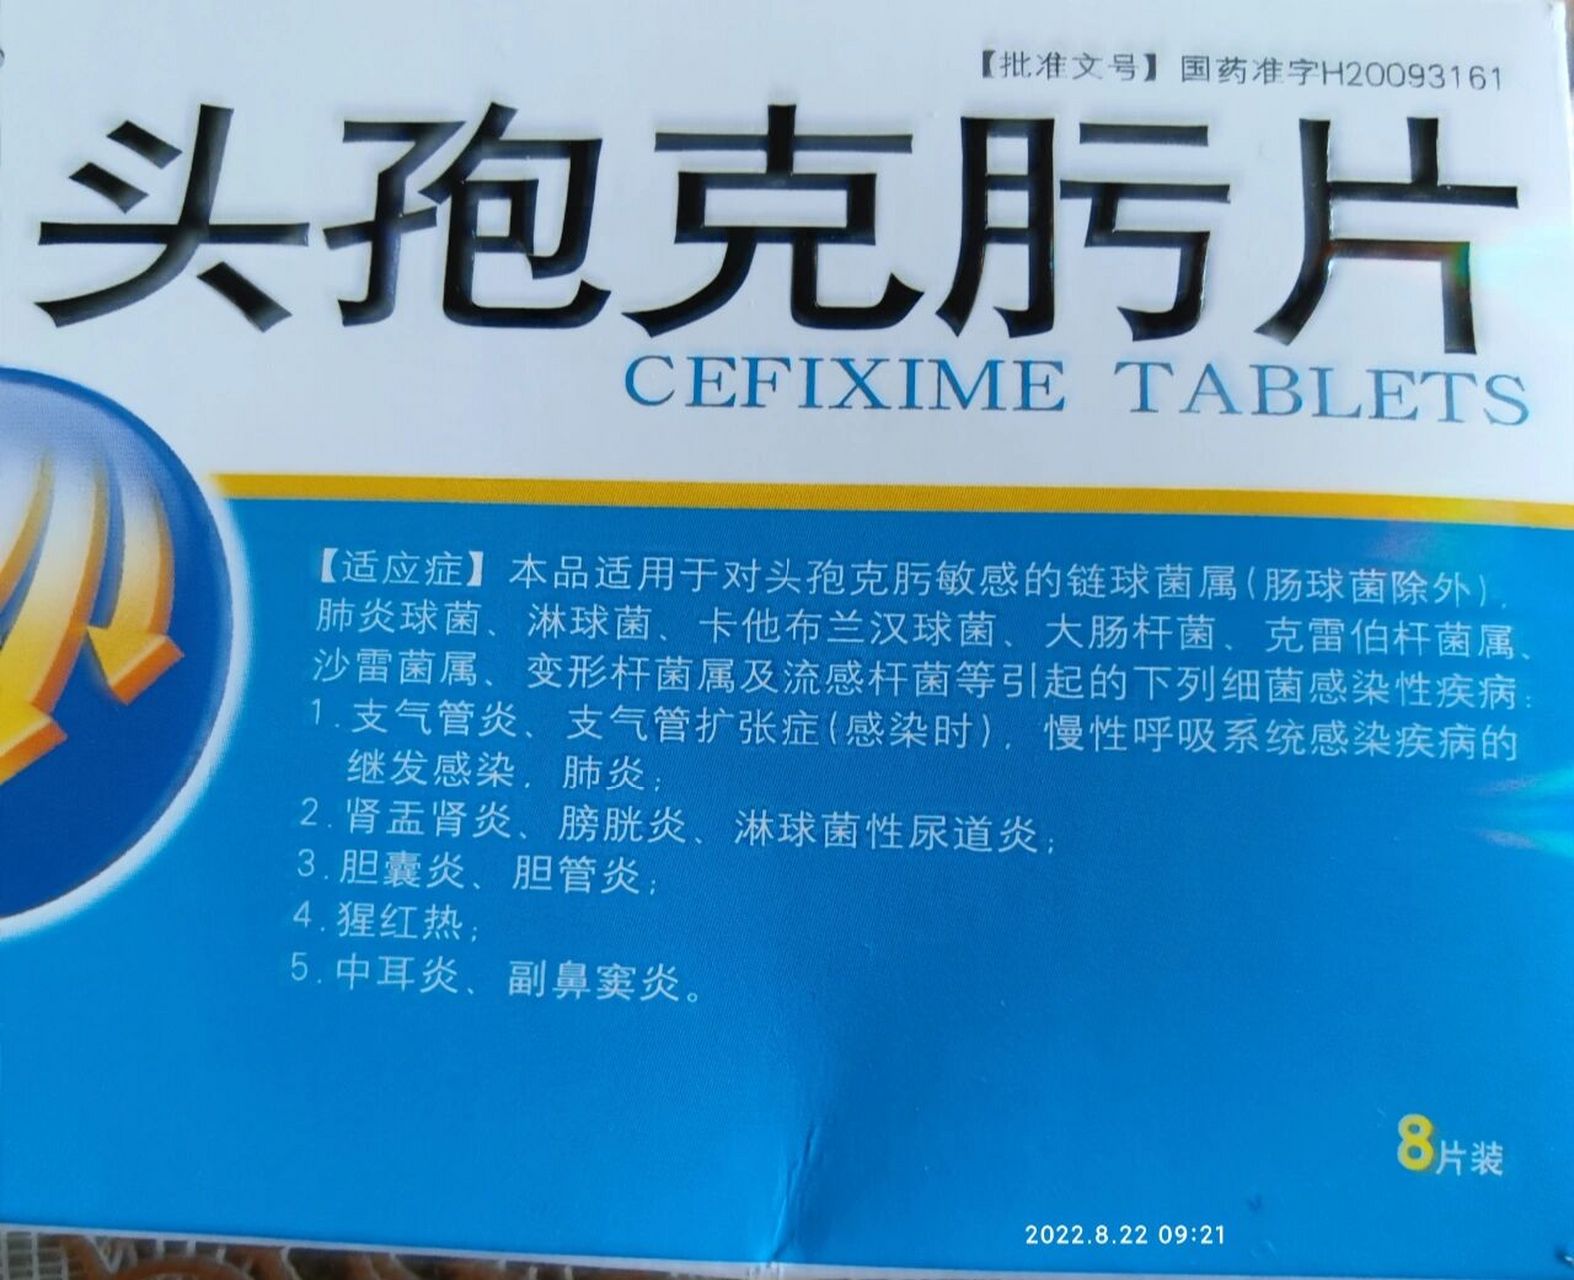 【批准文号】国药准字H20093161
头孢克肟片
CEFIXIME TABLETS
【适应症】本品适用于对头孢克肟敏感的链球菌属(肠球菌除外),
肺炎球菌、淋球菌、卡他布兰汉球菌、大肠杆菌、克雷伯杆菌属、
沙雷菌属、变形杆菌属及流感杆菌等引起的下列细菌感染性疾病:
1.支气管炎、支气管扩张症(感染时),慢性呼吸系统感染疾病的
继发感染,肺炎;
2.肾盂肾炎、膀胱炎、淋球菌性尿道炎;
3.胆囊炎、胆管炎;
4.猩红热;
5.中耳炎、副鼻窦炎。
8片装
2022.8.22 09:21